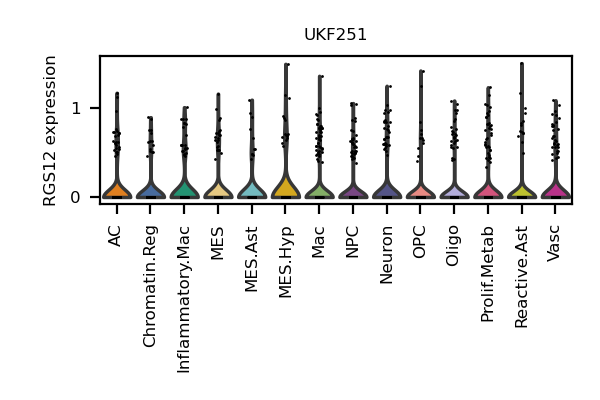 UKF251
RGS12 expression
1
0
AC
Chromatin.Reg
Inflammatory.Mac
MES
MES.Ast
MES.Hyp
Mac
NPC
Neuron
OPC
Oligo
Prolif.Metab
Reactive.Ast
Vasc